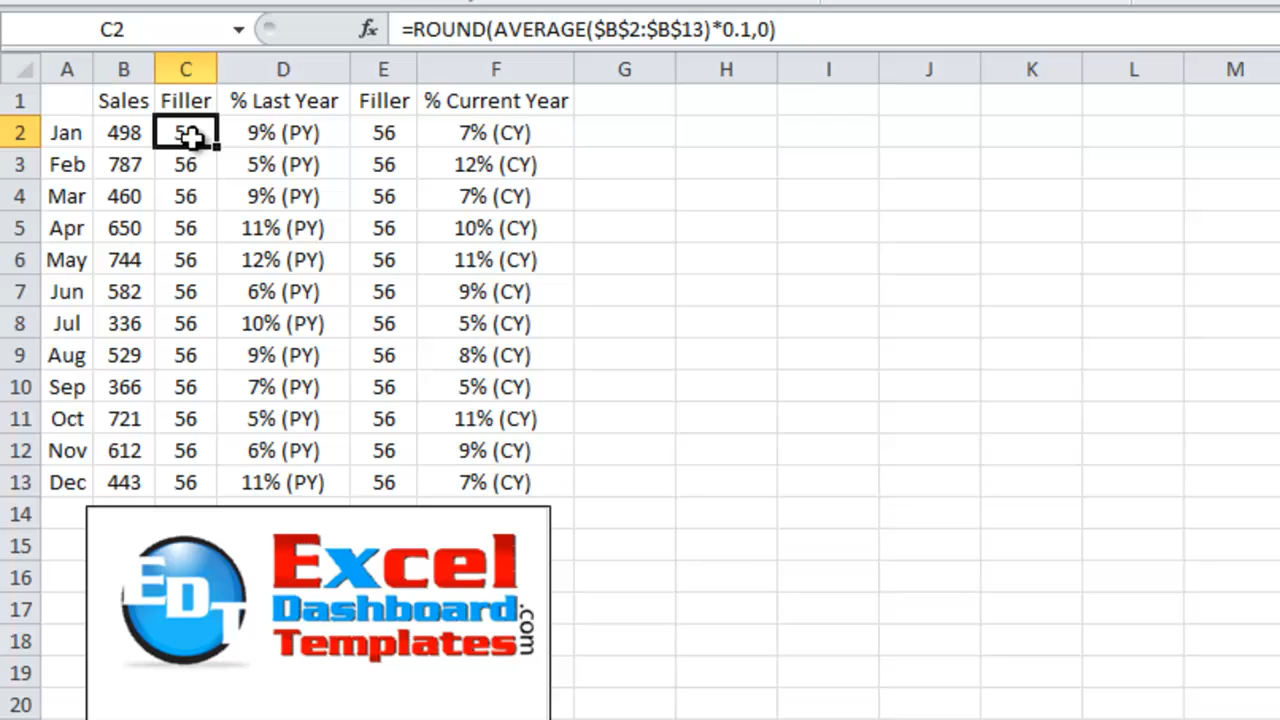 C2 fx =ROUND(AVERAGE($B$2:$B$13)*0.1,0)
A B C D E F G H I J K L M
1 Sales Filler % Last Year Filler % Current Year
2 Jan 498 9% (PY) 56 7% (CY)
3 Feb 787 56 5% (PY) 56 12% (CY)
4 Mar 460 56 9% (PY) 56 7% (CY)
5 Apr 650 56 11% (PY) 56 10% (CY)
6 May 744 56 12% (PY) 56 11% (CY)
7 Jun 582 56 6% (PY) 56 9% (CY)
8 Jul 336 56 10% (PY) 56 5% (CY)
9 Aug 529 56 9% (PY) 56 8% (CY)
10 Sep 366 56 7% (PY) 56 5% (CY)
11 Oct 721 56 5% (PY) 56 11% (CY)
12 Nov 612 56 6% (PY) 56 9% (CY)
13 Dec 443 56 11% (PY) 56 7% (CY)
14
15
16
17
18
19
20
EDT
Excel
Dashboard
Templates
.com